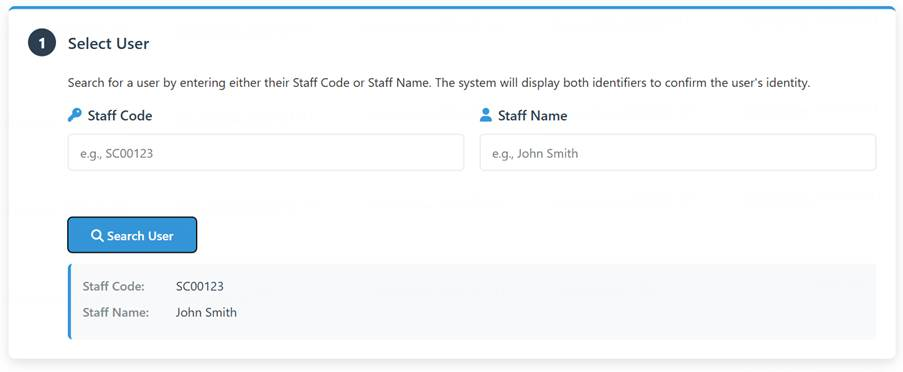 1 Select User
Search for a user by entering either their Staff Code or Staff Name. The system will display both identifiers to confirm the user's identity.
Staff Code
Staff Name
e.g., SC00123
e.g., John Smith
Search User
Staff Code: SC00123
Staff Name: John Smith